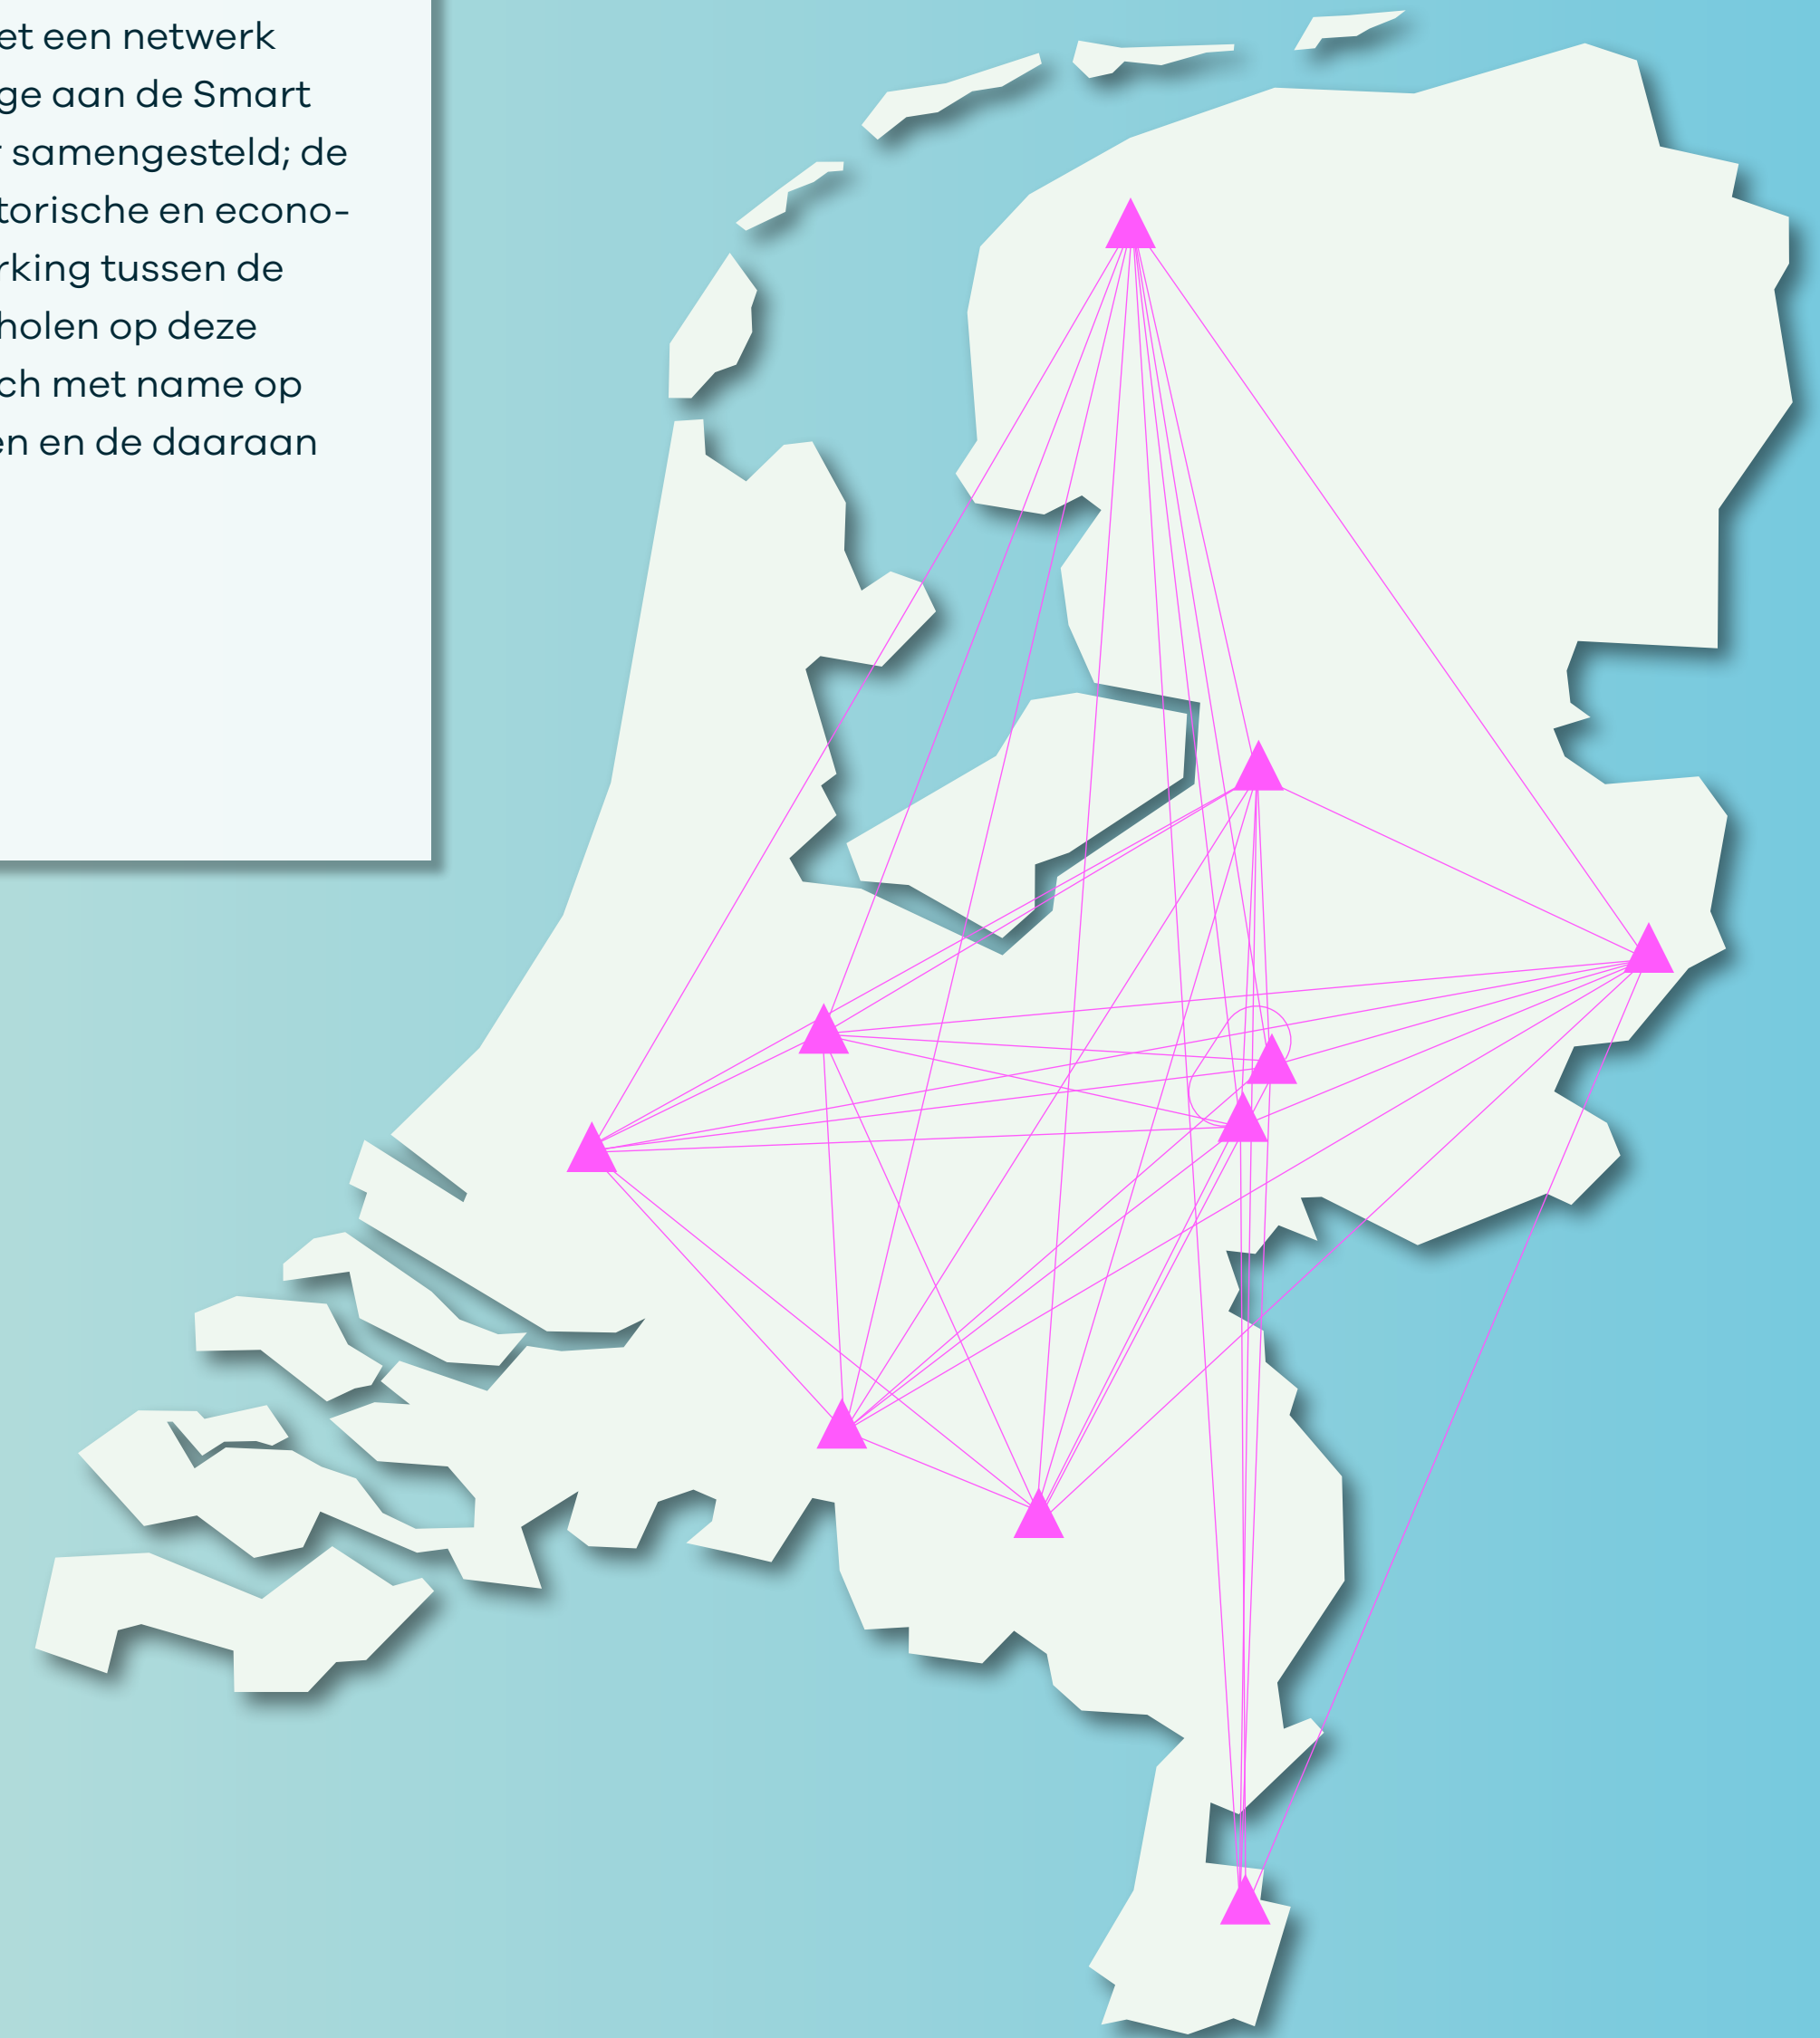 et een netwerk
ge aan de Smart
samengesteld; de
torische en econo-
rking tussen de
holen op deze
ch met name op
en en de daaraan